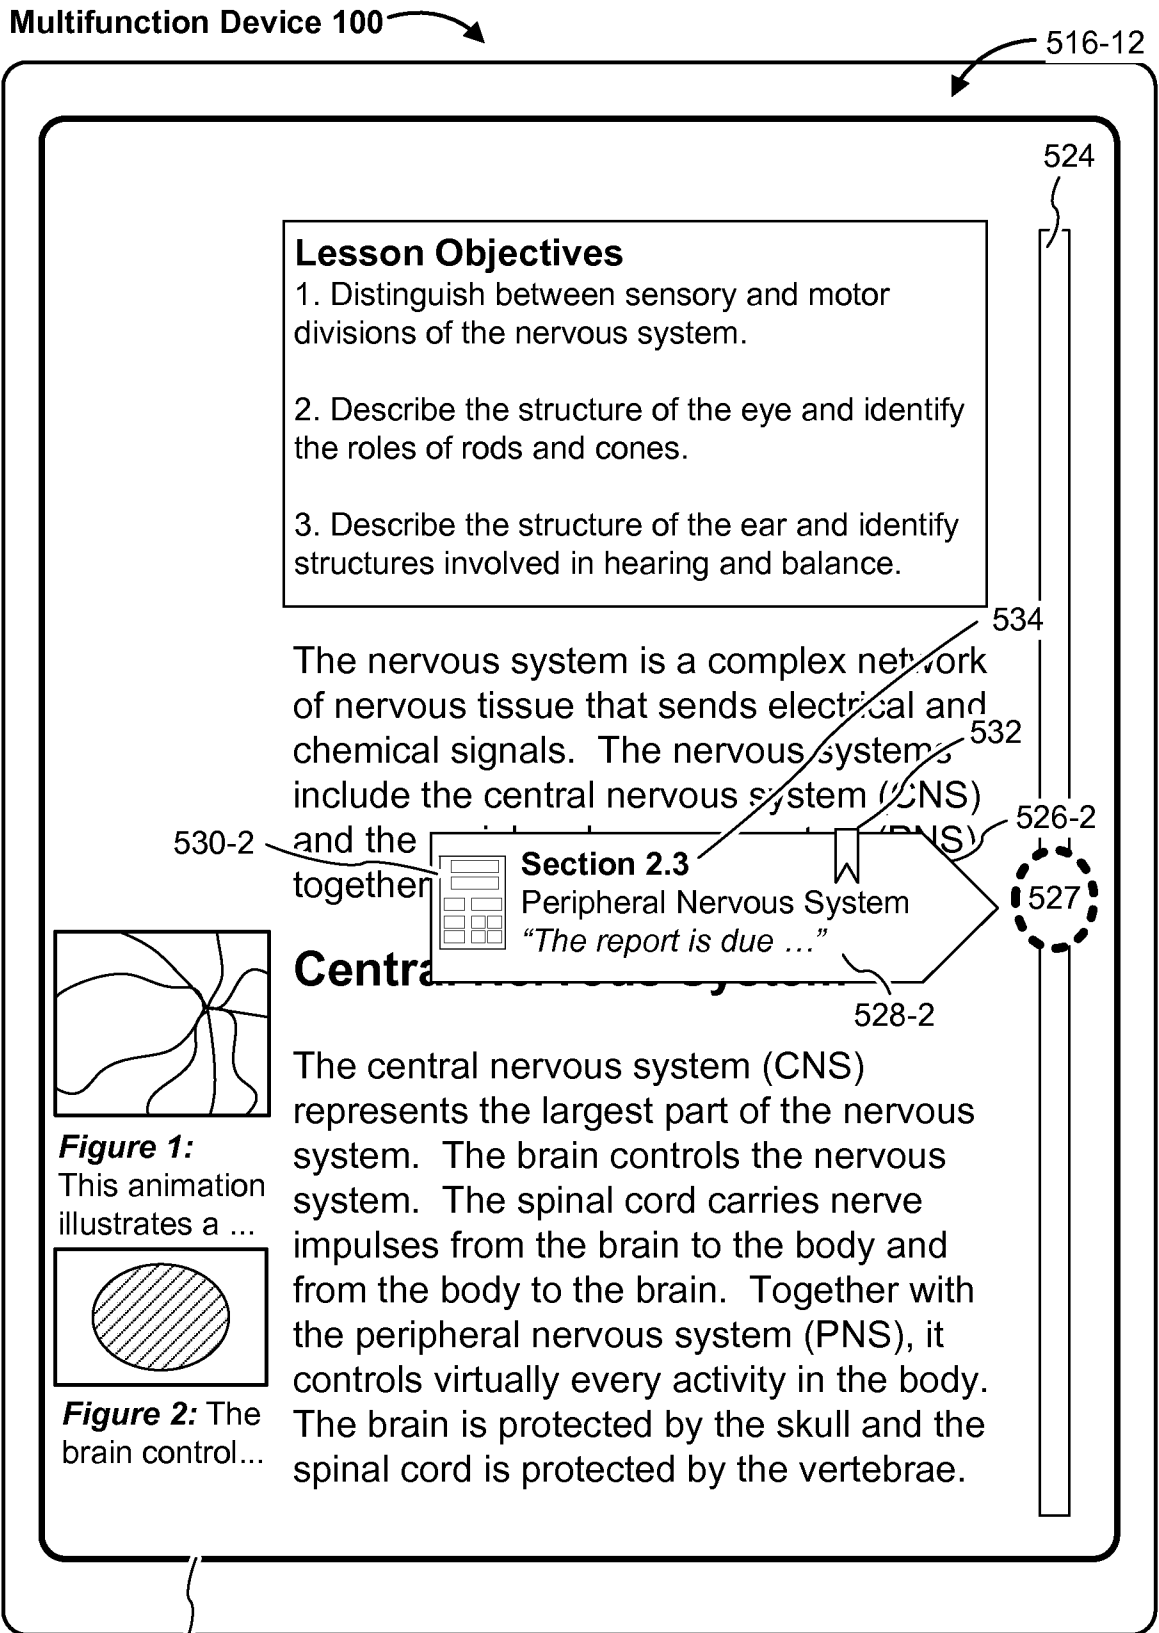 Multifunction Device 100
516-12
524
Lesson Objectives
1. Distinguish between sensory and motor
divisions of the nervous system.
2. Describe the structure of the eye and identify
the roles of rods and cones.
3. Describe the structure of the ear and identify
structures involved in hearing and balance.
534
The nervous system is a complex network
of nervous tissue that sends electrical and
chemical signals. The nervous systems
532
include the central nervous system (CNS)
526-2
530-2
and the (PNS)
together
Section 2.3
Peripheral Nervous System
“The report is due ...”
527
528-2
Central Nervous System
The central nervous system (CNS)
represents the largest part of the nervous
system. The brain controls the nervous
system. The spinal cord carries nerve
impulses from the brain to the body and
from the body to the brain. Together with
the peripheral nervous system (PNS), it
controls virtually every activity in the body.
The brain is protected by the skull and the
spinal cord is protected by the vertebrae.
Figure 1:
This animation
illustrates a ...
Figure 2: The
brain control...